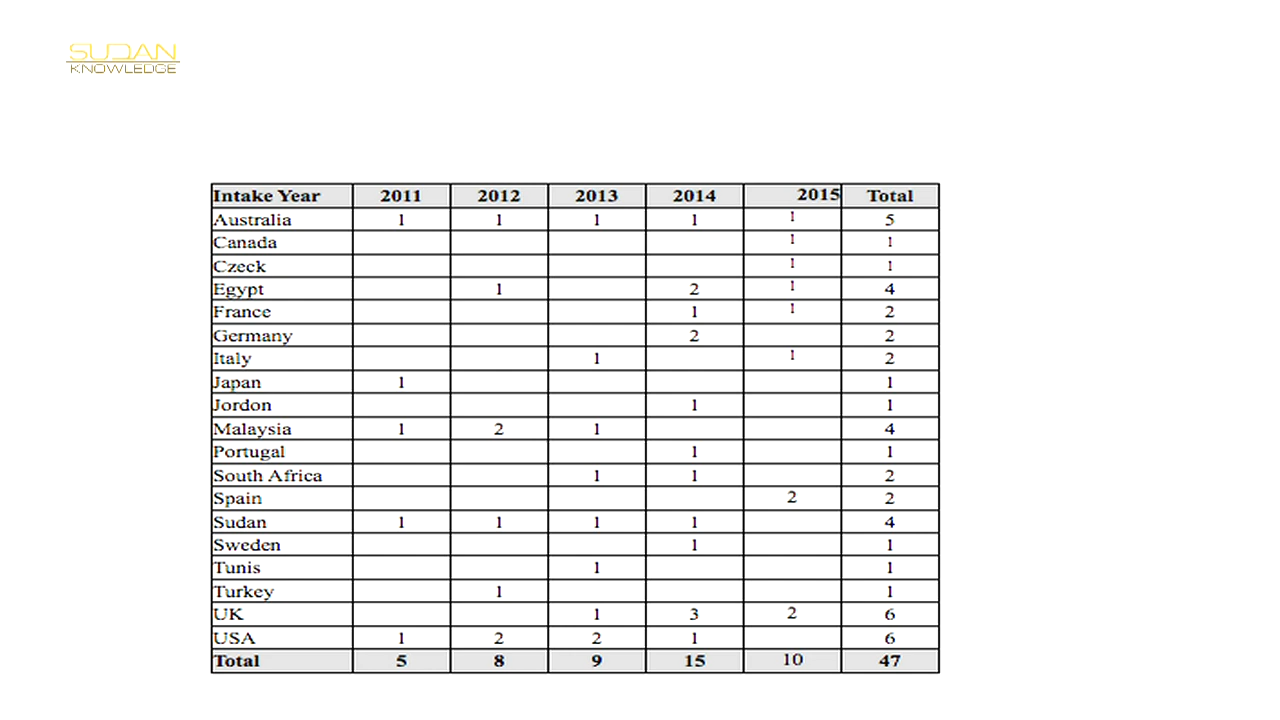 SUDAN
KNOWLEDGE
Intake Year 2011 2012 2013 2014 2015 Total
Australia 1 1 1 1 1 5
Canada 1 1
Czeck 1 1
Egypt 1 2 1 4
France 1 1 2
Germany 2 2
Italy 1 1 2
Japan 1 1
Jordon 1 1
Malaysia 1 2 1 4
Portugal 1 1
South Africa 1 1 2
Spain 2 2
Sudan 1 1 1 1 4
Sweden 1 1
Tunis 1 1
Turkey 1 1
UK 1 3 2 6
USA 1 2 2 1 6
Total 5 8 9 15 10 47